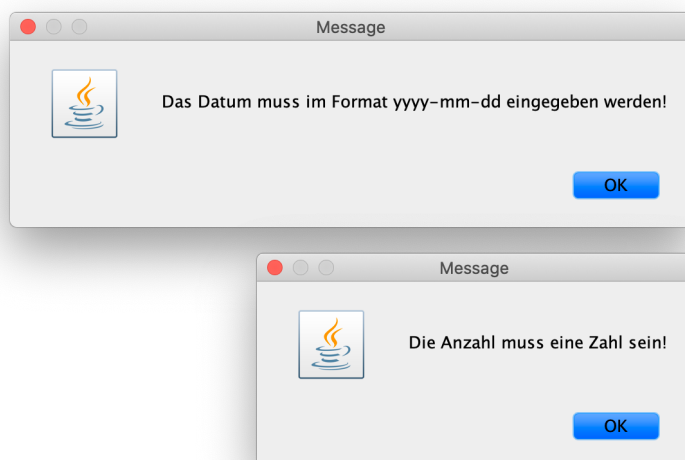 Message
Das Datum muss im Format yyyy-mm-dd eingegeben werden!
OK
Message
Die Anzahl muss eine Zahl sein!
OK